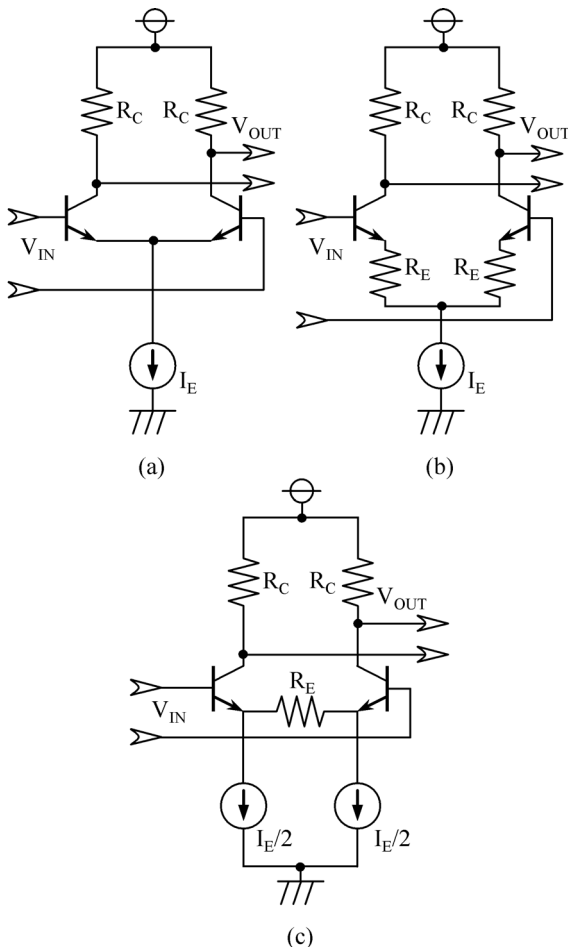 R_C R_C
V_OUT
V_IN
I_E
(a)
R_C R_C
V_OUT
V_IN
R_E R_E
I_E
(b)
R_C R_C
V_OUT
R_E
V_IN
I_E/2 I_E/2
(c)